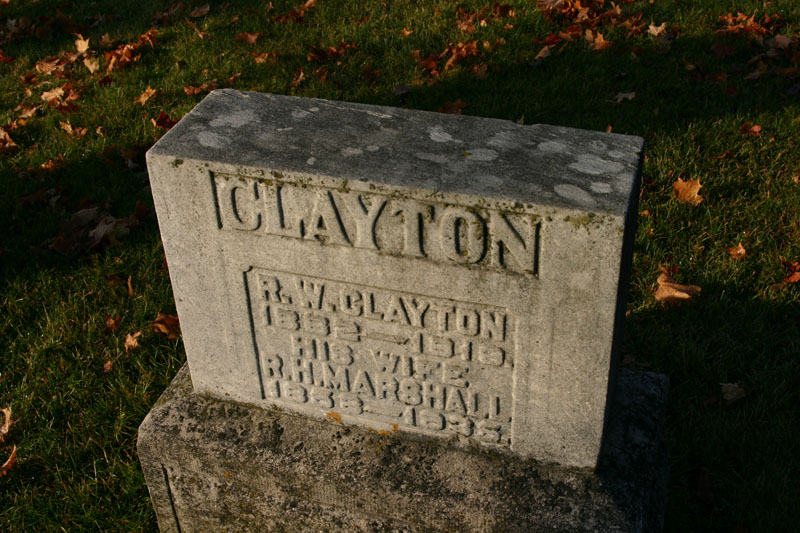 CLAYTON
R.W. CLAYTON
HIS WIFE
R.H. MARSHALL